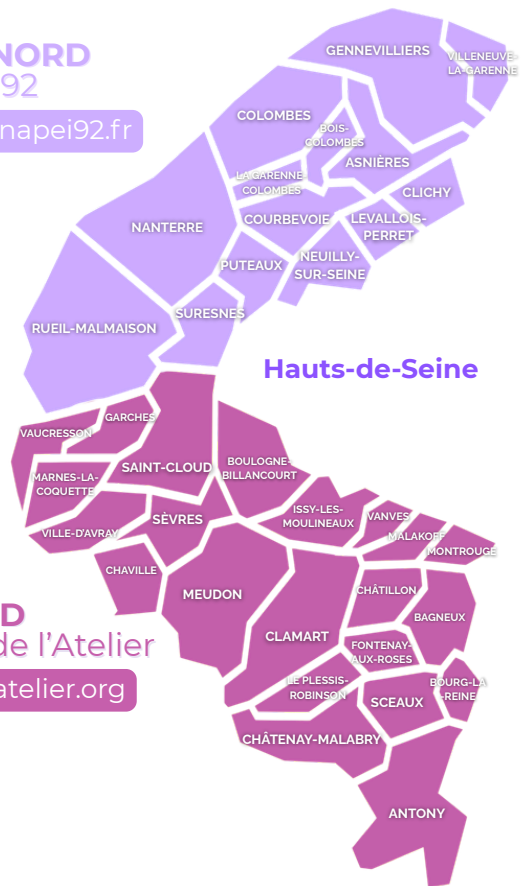 NORD
92
napei92.fr
GENNEVILLIERS
VILLENEUVE-
LA-GARENNE
COLOMBES
BOIS-
COLOMBES
ASNIÈRES
LA GARENNE
COLOMBES
CLICHY
NANTERRE
COURBEVOIE
LEVALLOIS-
PERRET
PUTEAUX
NEUILLY-
SUR-SEINE
SURESNES
RUEIL-MALMAISON
Hauts-de-Seine
GARCHES
VAUCRESSON
SAINT-CLOUD
BOULOGNE-
BILLANCOURT
MARNES-LA-
COQUETTE
ISSY-LES-
MOULINEAUX
VANVES
SÈVRES
VILLE-D'AVRAY
MALAKOFF
MONTROUGE
CHAVILLE
MEUDON
CHÂTILLON
BAGNEUX
D
de l'Atelier
atelier.org
CLAMART
FONTENAY-
AUX-ROSES
LE PLESSIS-
ROBINSON
BOURG-LA
-REINE
SCEAUX
CHÂTENAY-MALABRY
ANTONY